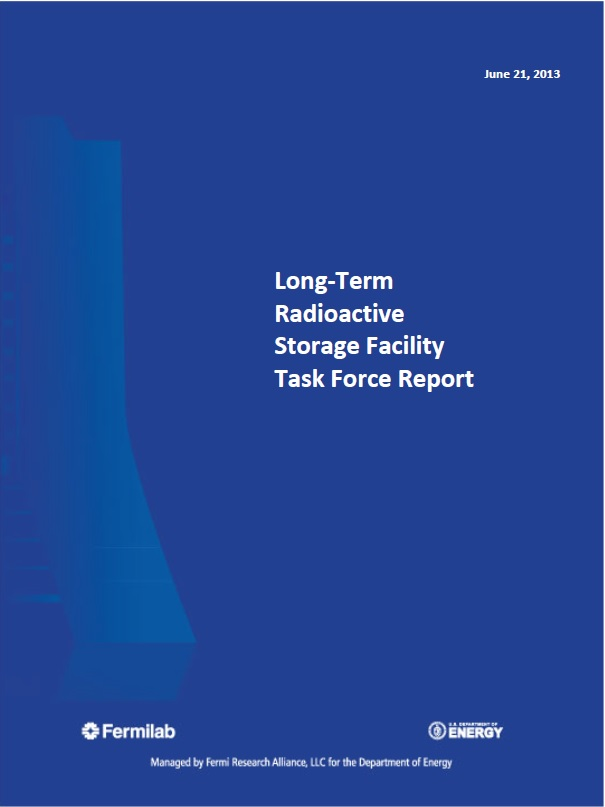 June 21, 2013
Long-Term
Radioactive
Storage Facility
Task Force Report
Fermilab
U.S. DEPARTMENT OF
ENERGY
Managed by Fermi Research Alliance, LLC for the Department of Energy